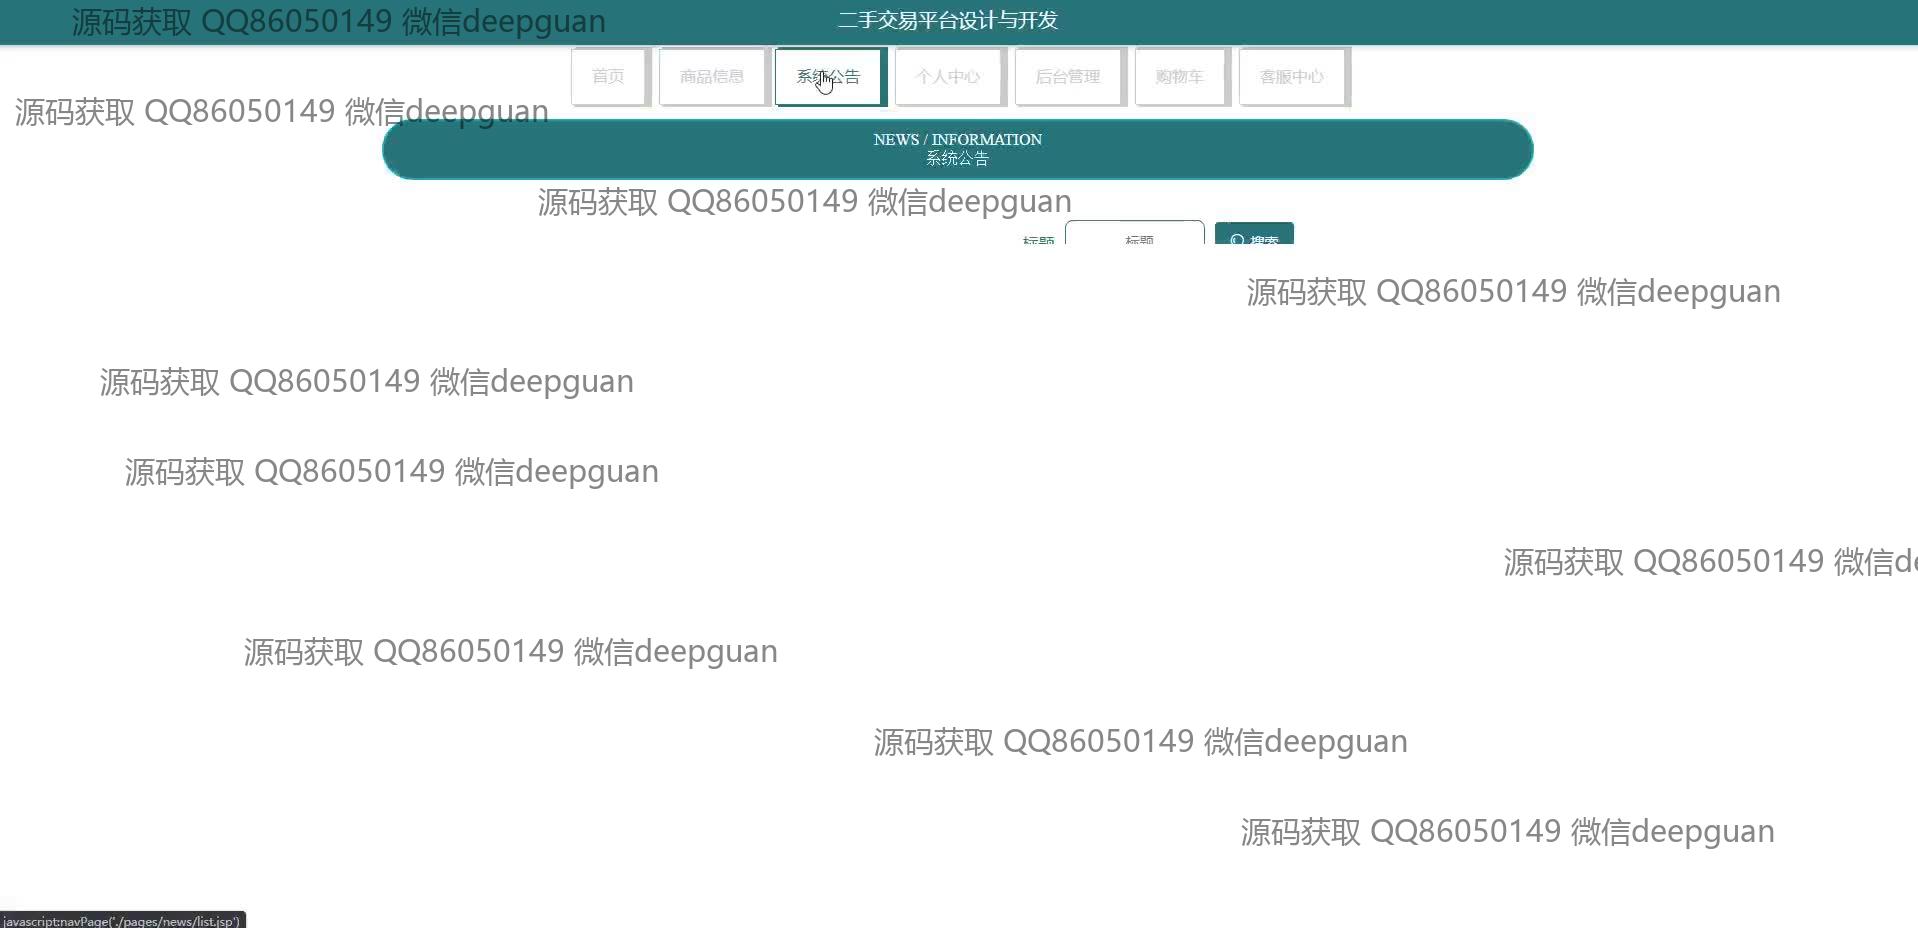 源码获取 QQ86050149 微信deepguan
二手交易平台设计与开发
首页 商品信息 系统公告 个人中心 后台管理 购物车 客服中心
源码获取 QQ86050149 微信deepguan
NEWS / INFORMATION
系统公告
源码获取 QQ86050149 微信deepguan
标题 标题 搜索
源码获取 QQ86050149 微信deepguan
源码获取 QQ86050149 微信deepguan
源码获取 QQ86050149 微信deepguan
源码获取 QQ86050149 微信de
源码获取 QQ86050149 微信deepguan
源码获取 QQ86050149 微信deepguan
源码获取 QQ86050149 微信deepguan
javascript:navPage('./pages/news/list.jsp')